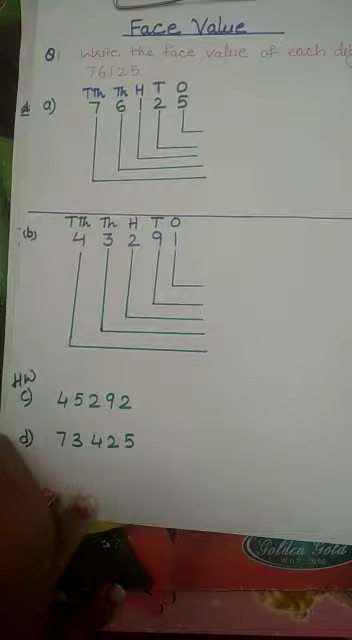 Face Value
Q1 Write the face value of each
76125
a) TTh Th H T O
7 6 1 2 5
(b) TTh Th H T O
4 3 2 9 1
HW
c) 45292
d) 73425
Golden Gold